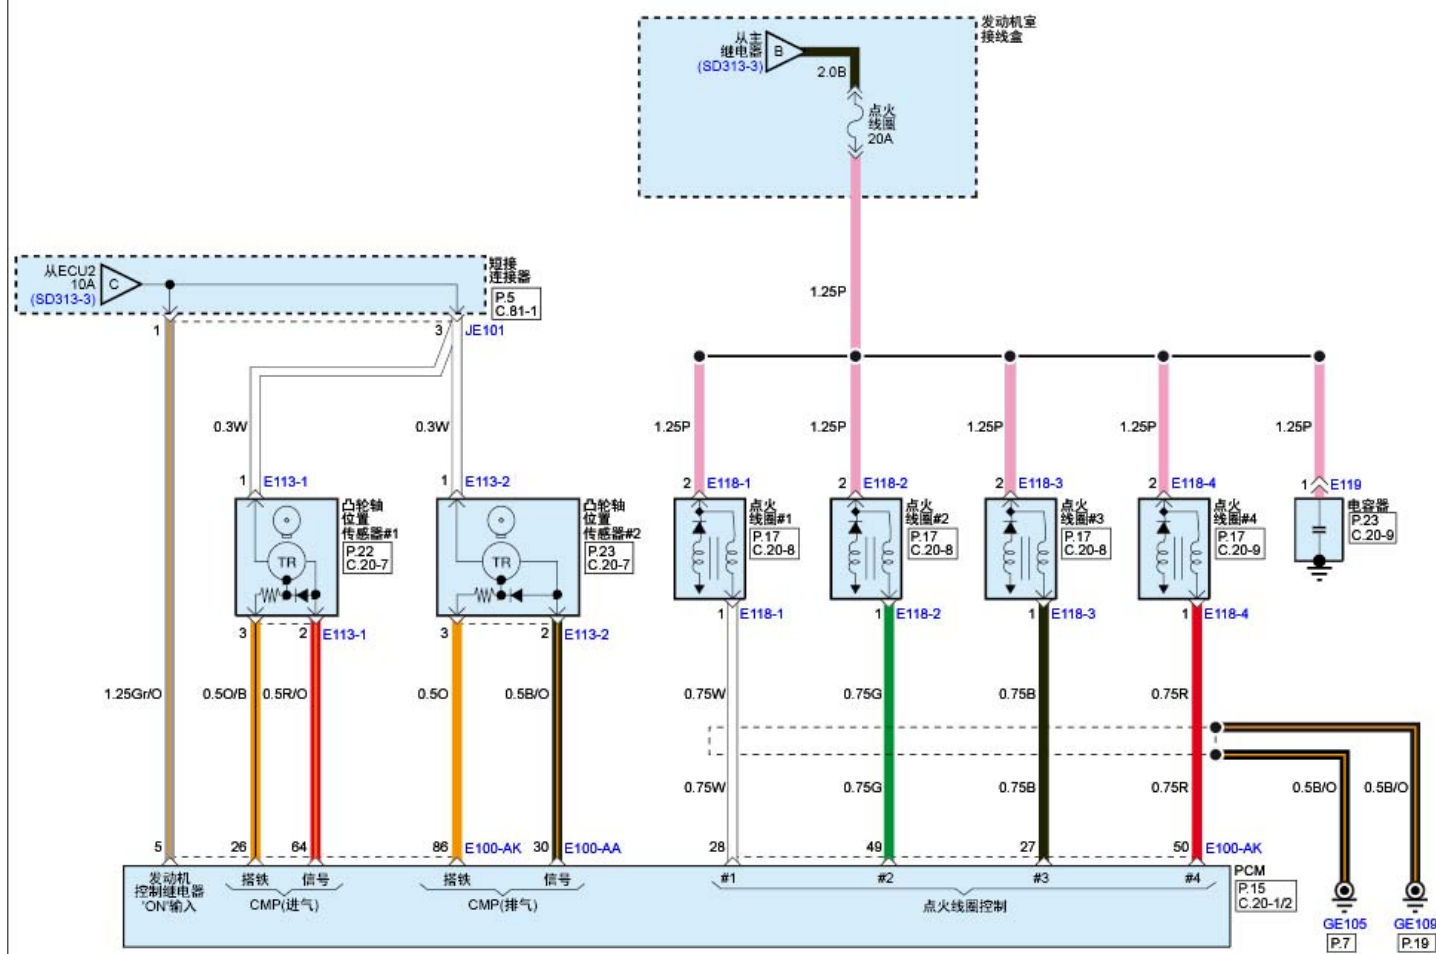 发动机室
接线盒
从主
继电器
(SD313-3)
B
2.0B
点火
线圈
20A
1.25P
从ECU2
10A
(SD313-3)
C
短接
连接器
P.5
C.81-1
1
3
JE101
0.3W
0.3W
1.25P
1.25P
1.25P
1.25P
1.25P
1
E113-1
1
E113-2
2
E118-1
2
E118-2
2
E118-3
2
E118-4
1
E119
凸轮轴
位置
传感器#1
P.22
C.20-7
TR
凸轮轴
位置
传感器#2
P.23
C.20-7
TR
点火
线圈#1
P.17
C.20-8
点火
线圈#2
P.17
C.20-8
点火
线圈#3
P.17
C.20-8
点火
线圈#4
P.17
C.20-9
电容器
P.23
C.20-9
3
2
E113-1
3
2
E113-2
1
E118-1
1
E118-2
1
E118-3
1
E118-4
1.25Gr/O
0.5O/B
0.5R/O
0.5O
0.5B/O
0.75W
0.75G
0.75B
0.75R
0.75W
0.75G
0.75B
0.75R
0.5B/O
0.5B/O
5
26
64
86
E100-AK
30
E100-AA
28
49
27
50
E100-AK
发动机
控制继电器
'ON'输入
搭铁
信号
CMP(进气)
搭铁
信号
CMP(排气)
#1
#2
#3
#4
点火线圈控制
PCM
P.15
C.20-1/2
GE105
P.7
GE109
P.19